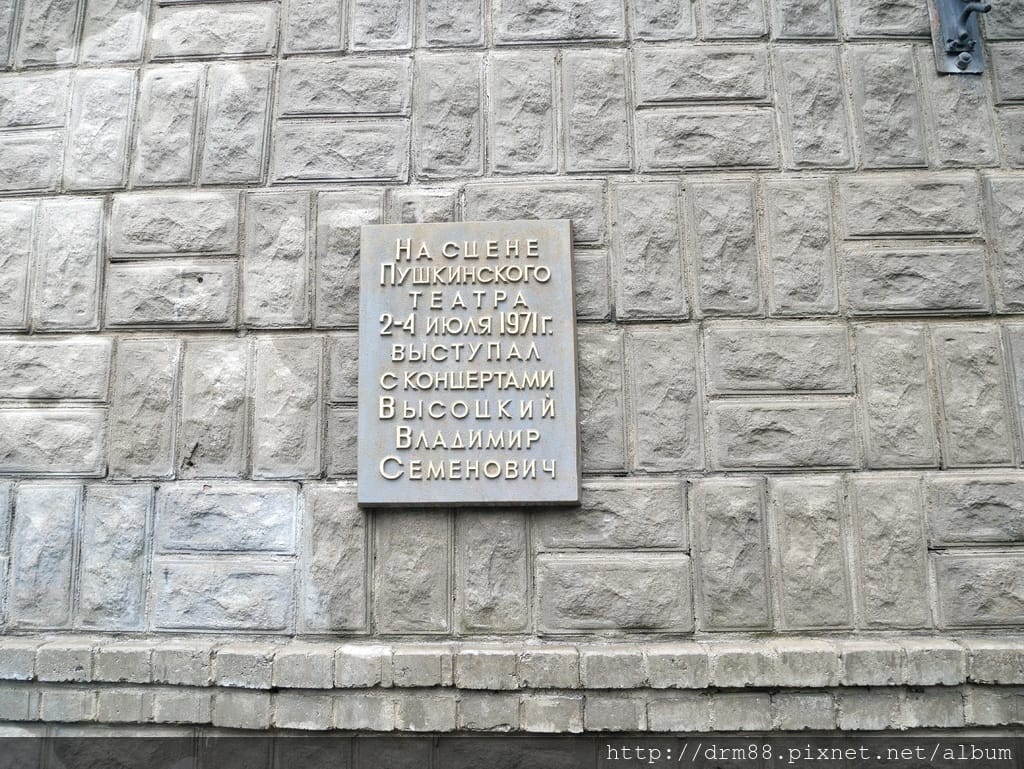 На сцене
Пушкинского
театра
2-4 июля 1971г.
выступал
с концертами
Высоцкий
Владимир
Семенович
http://drm88.pixnet.net/album